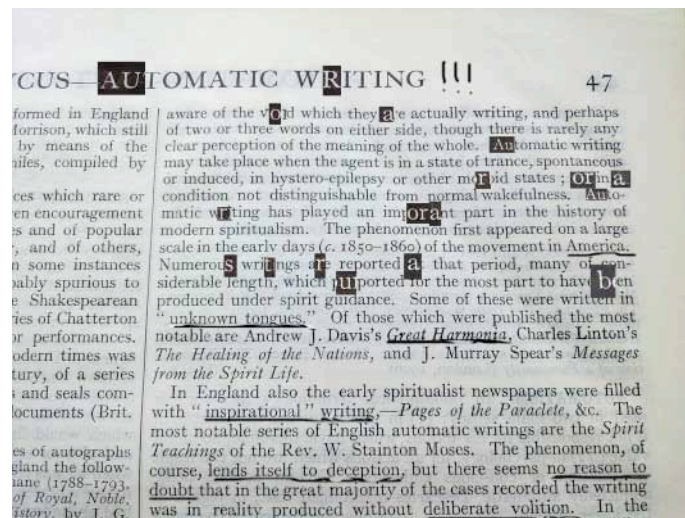 CUS—AUTOMATIC WRITING !!! 47
formed in England
Morrison, which still
by means of the
miles, compiled by
ces which rare or
en encouragement
s and of popular
, and of others,
n some instances
bably spurious to
e Shakespearean
ries of Chatterton
or performances.
odern times was
tury, of a series
s and seals com-
documents (Brit.
es of autographs
gland the follow-
ane (1788-1793,
of Royal, Noble,
istory, by J. G.
aware of the word which they are actually writing, and perhaps
of two or three words on either side, though there is rarely any
clear perception of the meaning of the whole. Automatic writing
may take place when the agent is in a state of trance, spontaneous
or induced, in hystero-epilepsy or other morbid states ; or in a
condition not distinguishable from normal wakefulness. Auto-
matic writing has played an important part in the history of
modern spiritualism. The phenomenon first appeared on a large
scale in the early days (c. 1850–1860) of the movement in America.
Numerous writings are reported at that period, many of con-
siderable length, which purported for the most part to have been
produced under spirit guidance. Some of these were written in
“ unknown tongues.” Of those which were published the most
notable are Andrew J. Davis’s Great Harmonia, Charles Linton’s
The Healing of the Nations, and J. Murray Spear’s Messages
from the Spirit Life.
In England also the early spiritualist newspapers were filled
with “ inspirational ” writing,—Pages of the Paraclete, &c. The
most notable series of English automatic writings are the Spirit
Teachings of the Rev. W. Stainton Moses. The phenomenon, of
course, lends itself to deception, but there seems no reason to
doubt that in the great majority of the cases recorded the writing
was in reality produced without deliberate volition. In the